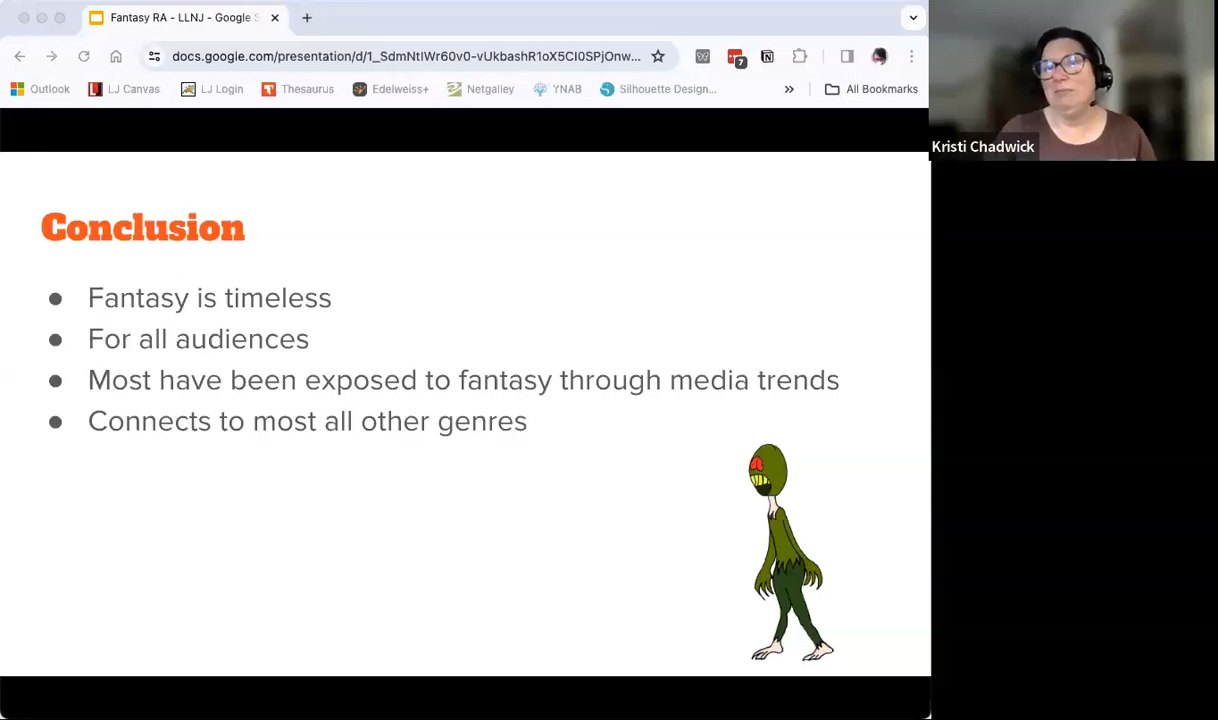 Fantasy RA - LLNJ - Google S
docs.google.com/presentation/d/1_SdmNtlWr60v0-vUkbashR1oX5CI0SPjOnw...
7
Outlook LJ Canvas LJ Login Thesaurus Edelweiss+ Netgalley YNAB Silhouette Design... All Bookmarks
Kristi Chadwick
Conclusion
● Fantasy is timeless
● For all audiences
● Most have been exposed to fantasy through media trends
● Connects to most all other genres